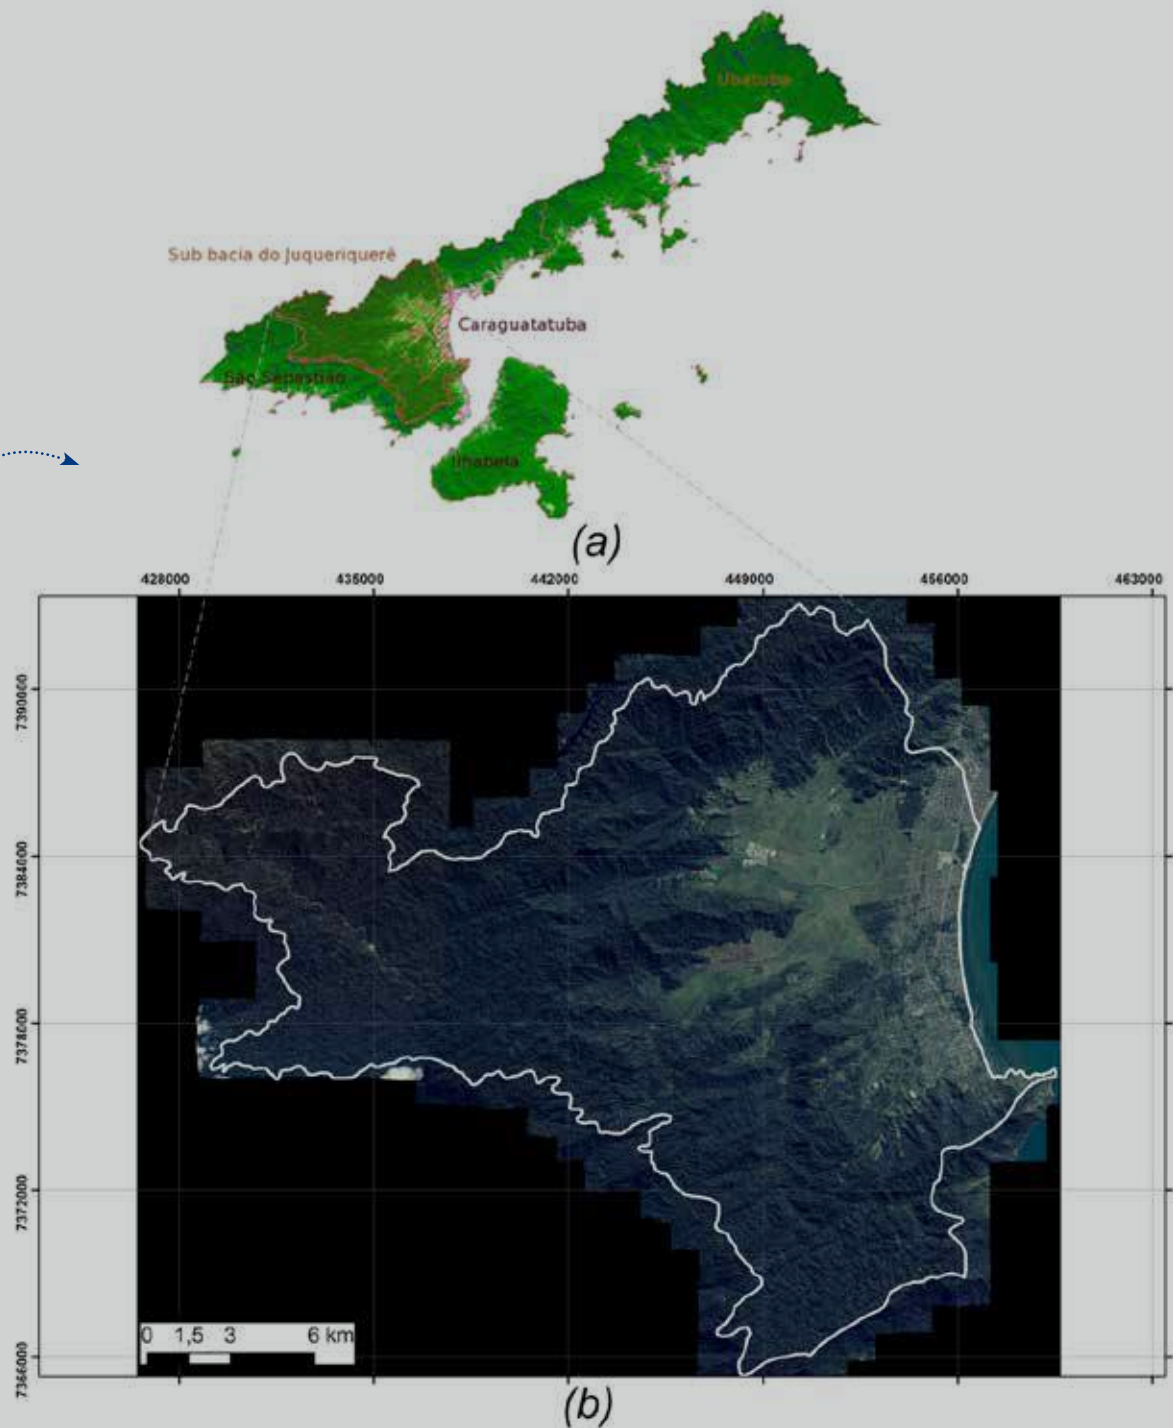 Ubatuba
Sub bacia do Juqueriquerê
Caraguatatuba
São Sebastião
Ilhabela
(a)
428000 435000 442000 449000 456000 463000
7390000
7384000
7378000
7372000
7366000
0 1,5 3 6 km
(b)